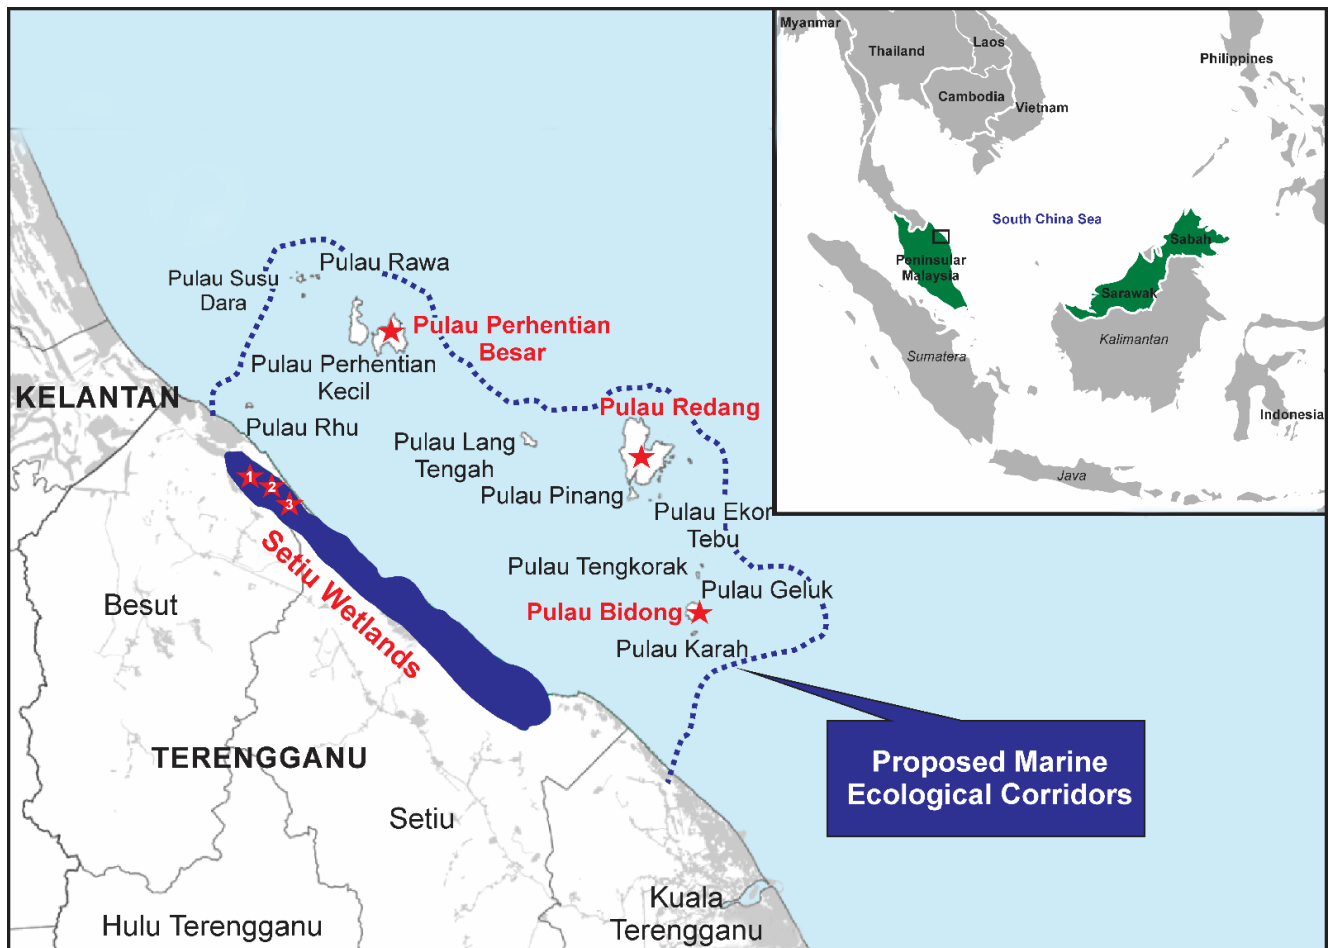 Myanmar
Laos
Thailand
Philippines
Cambodia
Vietnam
South China Sea
Sabah
Peninsular
Malaysia
Sarawak
Kalimantan
Sumatera
Indonesia
Java
Pulau Rawa
Pulau Susu
Dara
Pulau Perhentian
Besar
Pulau Perhentian
Kecil
KELANTAN
Pulau Redang
Pulau Rhu
Pulau Lang
Tengah
Pulau Pinang
1
2
3
Pulau Ekor
Tebu
Setiu Wetlands
Pulau Tengkorak
Pulau Geluk
Besut
Pulau Bidong
Pulau Karah
TERENGGANU
Proposed Marine
Ecological Corridors
Setiu
Kuala
Terengganu
Hulu Terengganu